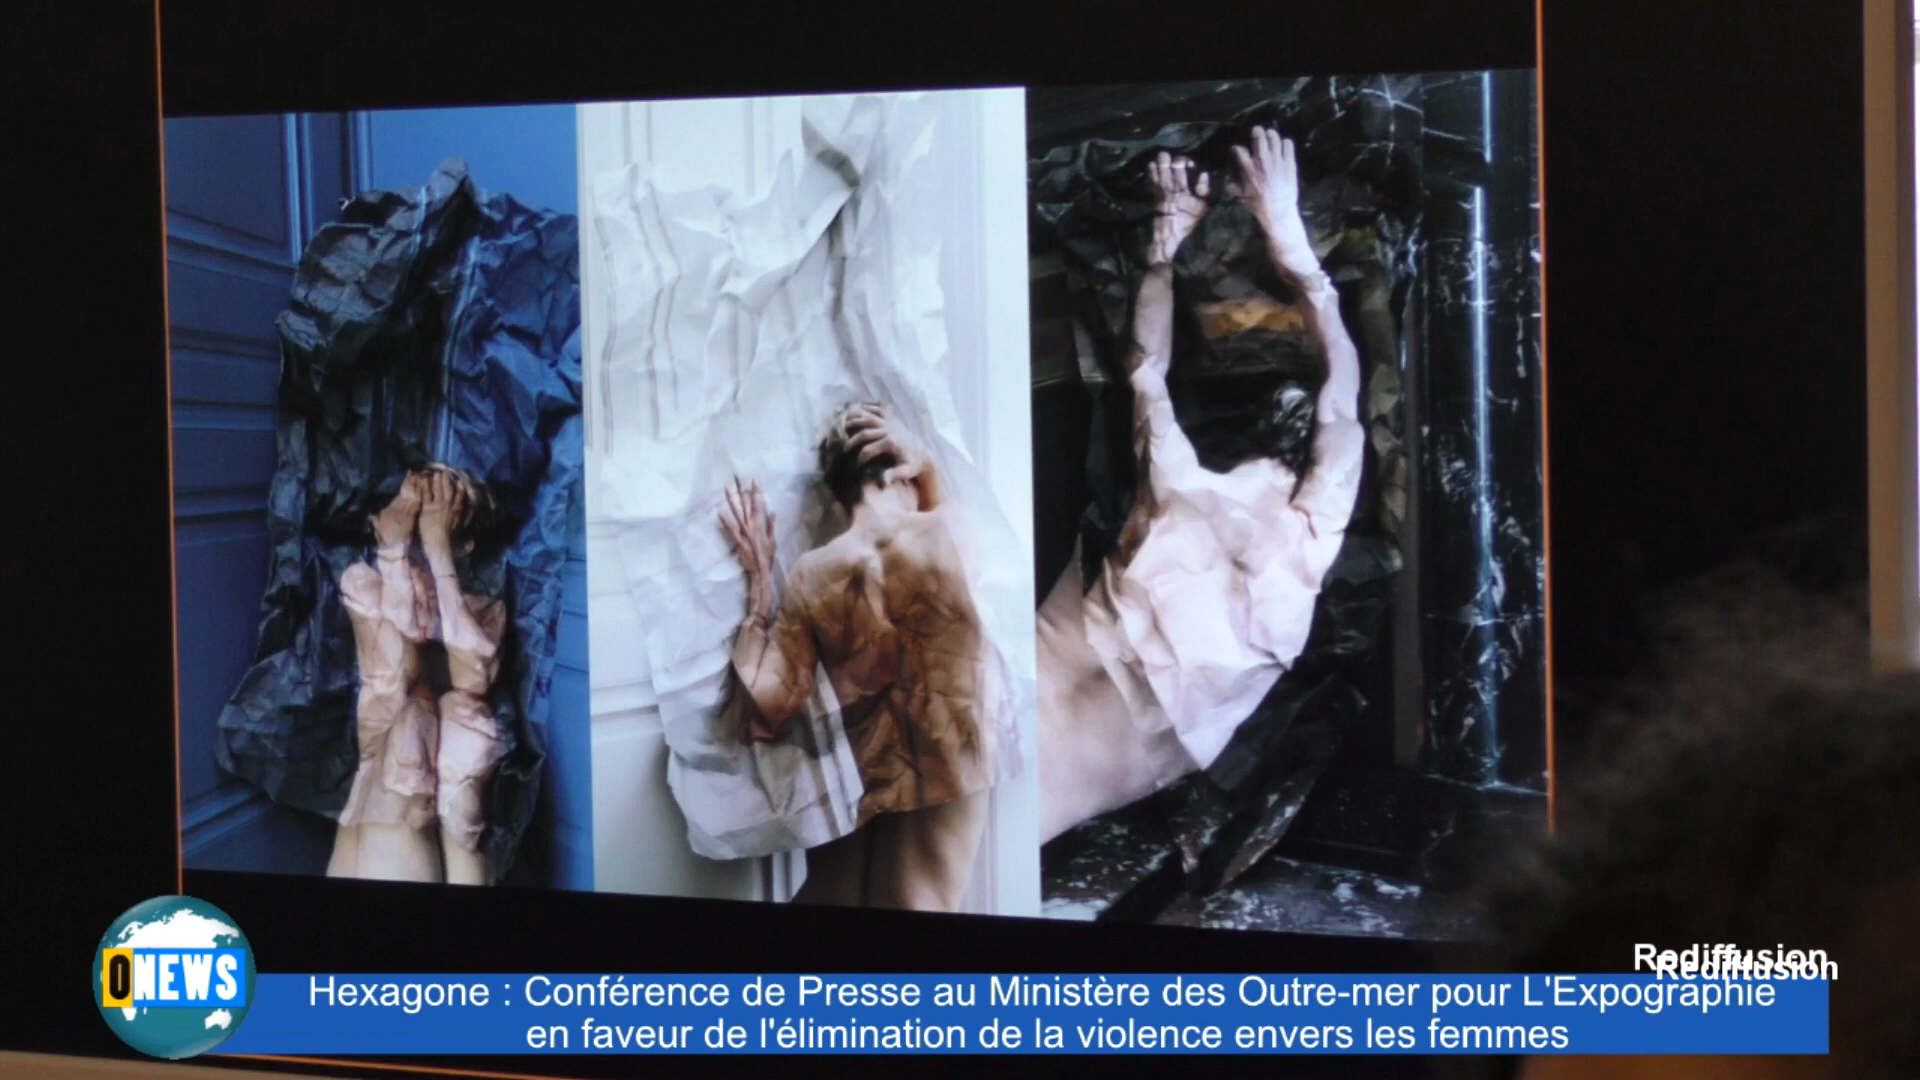 Rediffusion
Rediffusion
ONEWS
Hexagone : Conférence de Presse au Ministère des Outre-mer pour L'Expographie
en faveur de l'élimination de la violence envers les femmes